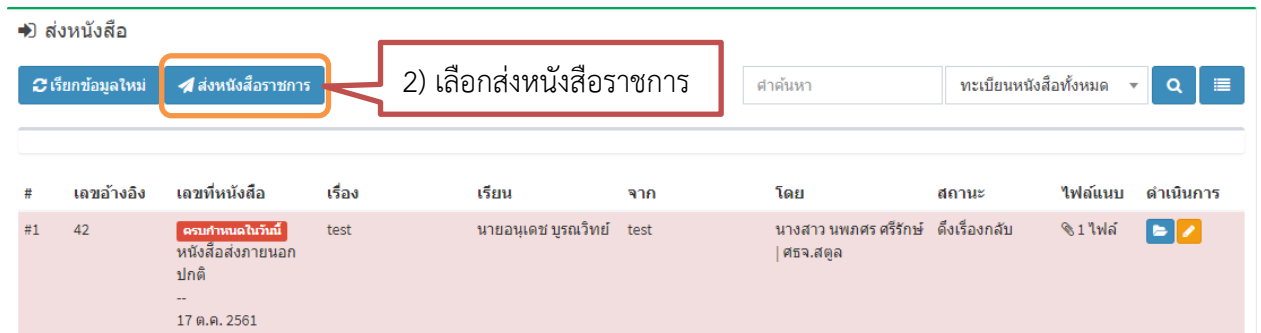 ส่งหนังสือ
เรียกข้อมูลใหม่ ส่งหนังสือราชการ 2) เลือกส่งหนังสือราชการ คำค้นหา ทะเบียนหนังสือทั้งหมด
# เลขอ้างอิง เลขที่หนังสือ เรื่อง เรียน จาก โดย สถานะ ไฟล์แนบ ดำเนินการ
#1 42 ครบกำหนดในวันนี้ test นายอนุเดช บูรณวิทย์ test นางสาว นพภศร ศรีรักษ์ ดึงเรื่องกลับ 1 ไฟล์
หนังสือส่งภายนอก | ศธจ.สตูล
ปกติ
--
17 ต.ค. 2561